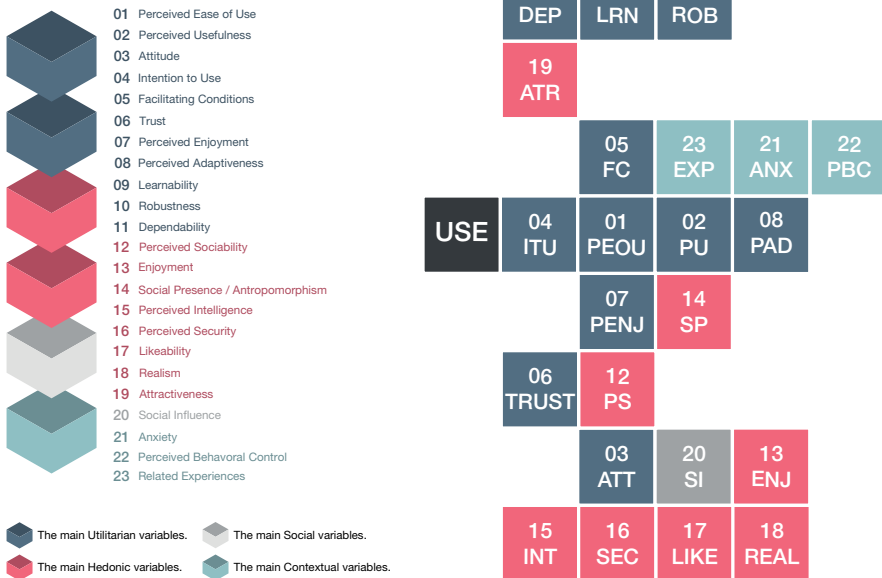 01 Perceived Ease of Use
02 Perceived Usefulness
03 Attitude
04 Intention to Use
05 Facilitating Conditions
06 Trust
07 Perceived Enjoyment
08 Perceived Adaptiveness
09 Learnability
10 Robustness
11 Dependability
12 Perceived Sociability
13 Enjoyment
14 Social Presence / Antropomorphism
15 Perceived Intelligence
16 Perceived Security
17 Likeability
18 Realism
19 Attractiveness
20 Social Influence
21 Anxiety
22 Perceived Behavoral Control
23 Related Experiences
The main Utilitarian variables.
The main Social variables.
The main Hedonic variables.
The main Contextual variables.
DEP LRN ROB
19
ATR
05 23 21 22
FC EXP ANX PBC
04 01 02 08
USE ITU PEOU PU PAD
07 14
PENJ SP
06 12
TRUST PS
03 20 13
ATT SI ENJ
15 16 17 18
INT SEC LIKE REAL